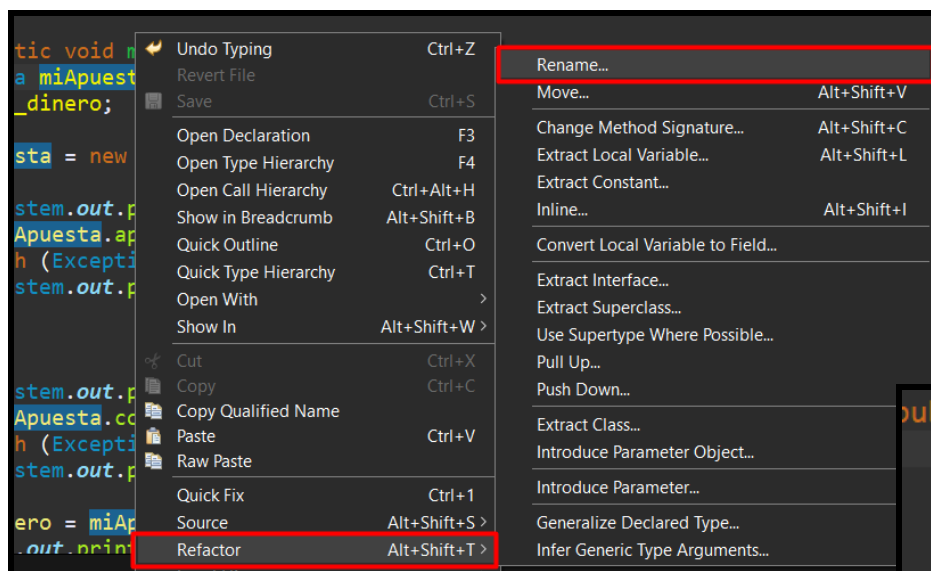 tic void m
a miApuest
_dinero;
sta = new
stem.out.p
Apuesta.ap
h (Excepti
stem.out.p
stem.out.p
Apuesta.co
h (Excepti
stem.out.p
ero = miAp
.out.print
Undo Typing Ctrl+Z
Revert File
Save Ctrl+S
Open Declaration F3
Open Type Hierarchy F4
Open Call Hierarchy Ctrl+Alt+H
Show in Breadcrumb Alt+Shift+B
Quick Outline Ctrl+O
Quick Type Hierarchy Ctrl+T
Open With >
Show In Alt+Shift+W >
Cut Ctrl+X
Copy Ctrl+C
Copy Qualified Name
Paste Ctrl+V
Raw Paste
Quick Fix Ctrl+1
Source Alt+Shift+S >
Refactor Alt+Shift+T >
Rename...
Move... Alt+Shift+V
Change Method Signature... Alt+Shift+C
Extract Local Variable... Alt+Shift+L
Extract Constant...
Inline... Alt+Shift+I
Convert Local Variable to Field...
Extract Interface...
Extract Superclass...
Use Supertype Where Possible...
Pull Up...
Push Down...
Extract Class...
Introduce Parameter Object...
Introduce Parameter...
Generalize Declared Type...
Infer Generic Type Arguments...